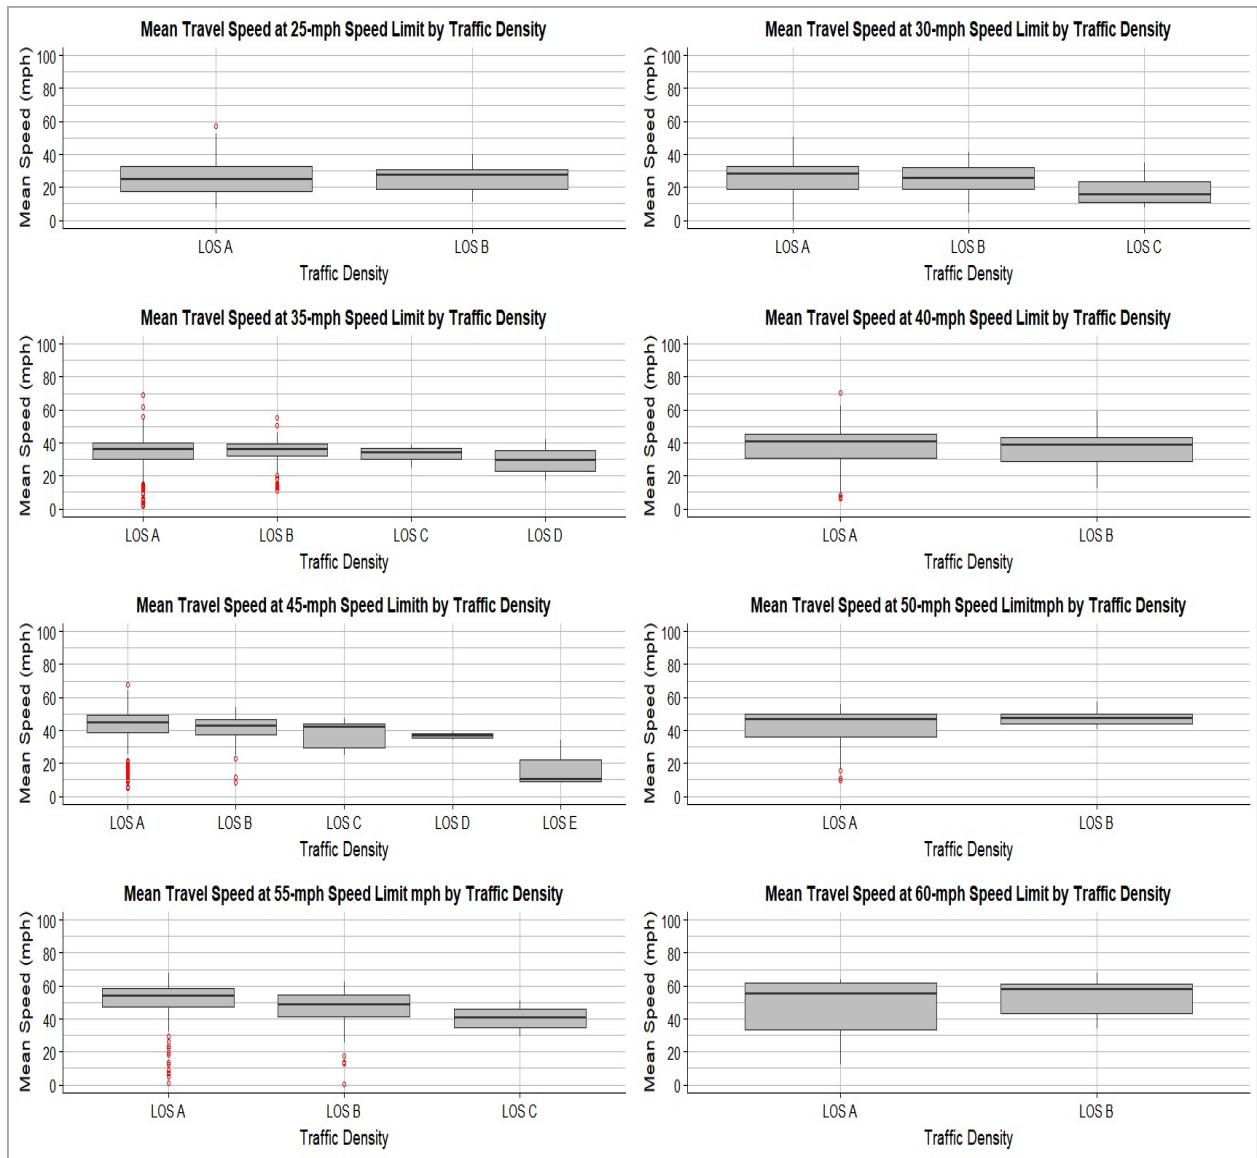 Mean Travel Speed at 25-mph Speed Limit by Traffic Density
Mean Speed (mph)
100
80
60
40
20
0
LOS A LOS B
Traffic Density
Mean Travel Speed at 30-mph Speed Limit by Traffic Density
Mean Speed (mph)
100
80
60
40
20
0
LOS A LOS B LOS C
Traffic Density
Mean Travel Speed at 35-mph Speed Limit by Traffic Density
Mean Speed (mph)
100
80
60
40
20
0
LOS A LOS B LOS C LOS D
Traffic Density
Mean Travel Speed at 40-mph Speed Limit by Traffic Density
Mean Speed (mph)
100
80
60
40
20
0
LOS A LOS B
Traffic Density
Mean Travel Speed at 45-mph Speed Limith by Traffic Density
Mean Speed (mph)
100
80
60
40
20
0
LOS A LOS B LOS C LOS D LOS E
Traffic Density
Mean Travel Speed at 50-mph Speed Limitmph by Traffic Density
Mean Speed (mph)
100
80
60
40
20
0
LOS A LOS B
Traffic Density
Mean Travel Speed at 55-mph Speed Limit mph by Traffic Density
Mean Speed (mph)
100
80
60
40
20
0
LOS A LOS B LOS C
Traffic Density
Mean Travel Speed at 60-mph Speed Limit by Traffic Density
Mean Speed (mph)
100
80
60
40
20
0
LOS A LOS B
Traffic Density